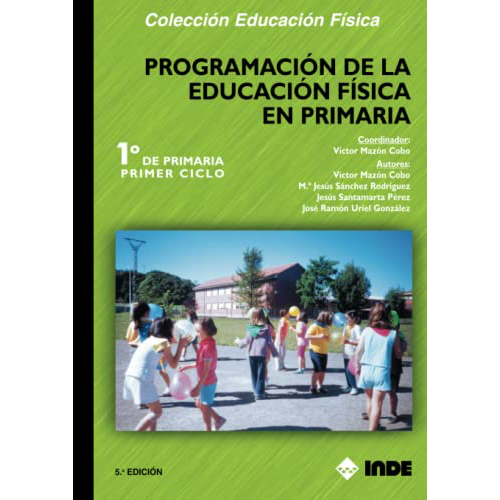 Colección Educación Física
PROGRAMACIÓN DE LA
EDUCACIÓN FÍSICA
EN PRIMARIA
1º
DE PRIMARIA
PRIMER CICLO
Coordinador:
Víctor Mazón Cobo
Autores:
Víctor Mazón Cobo
M.ª Jesús Sánchez Rodríguez
Jesús Santamarta Pérez
José Ramón Uriel González
5.ª EDICIÓN
INDE